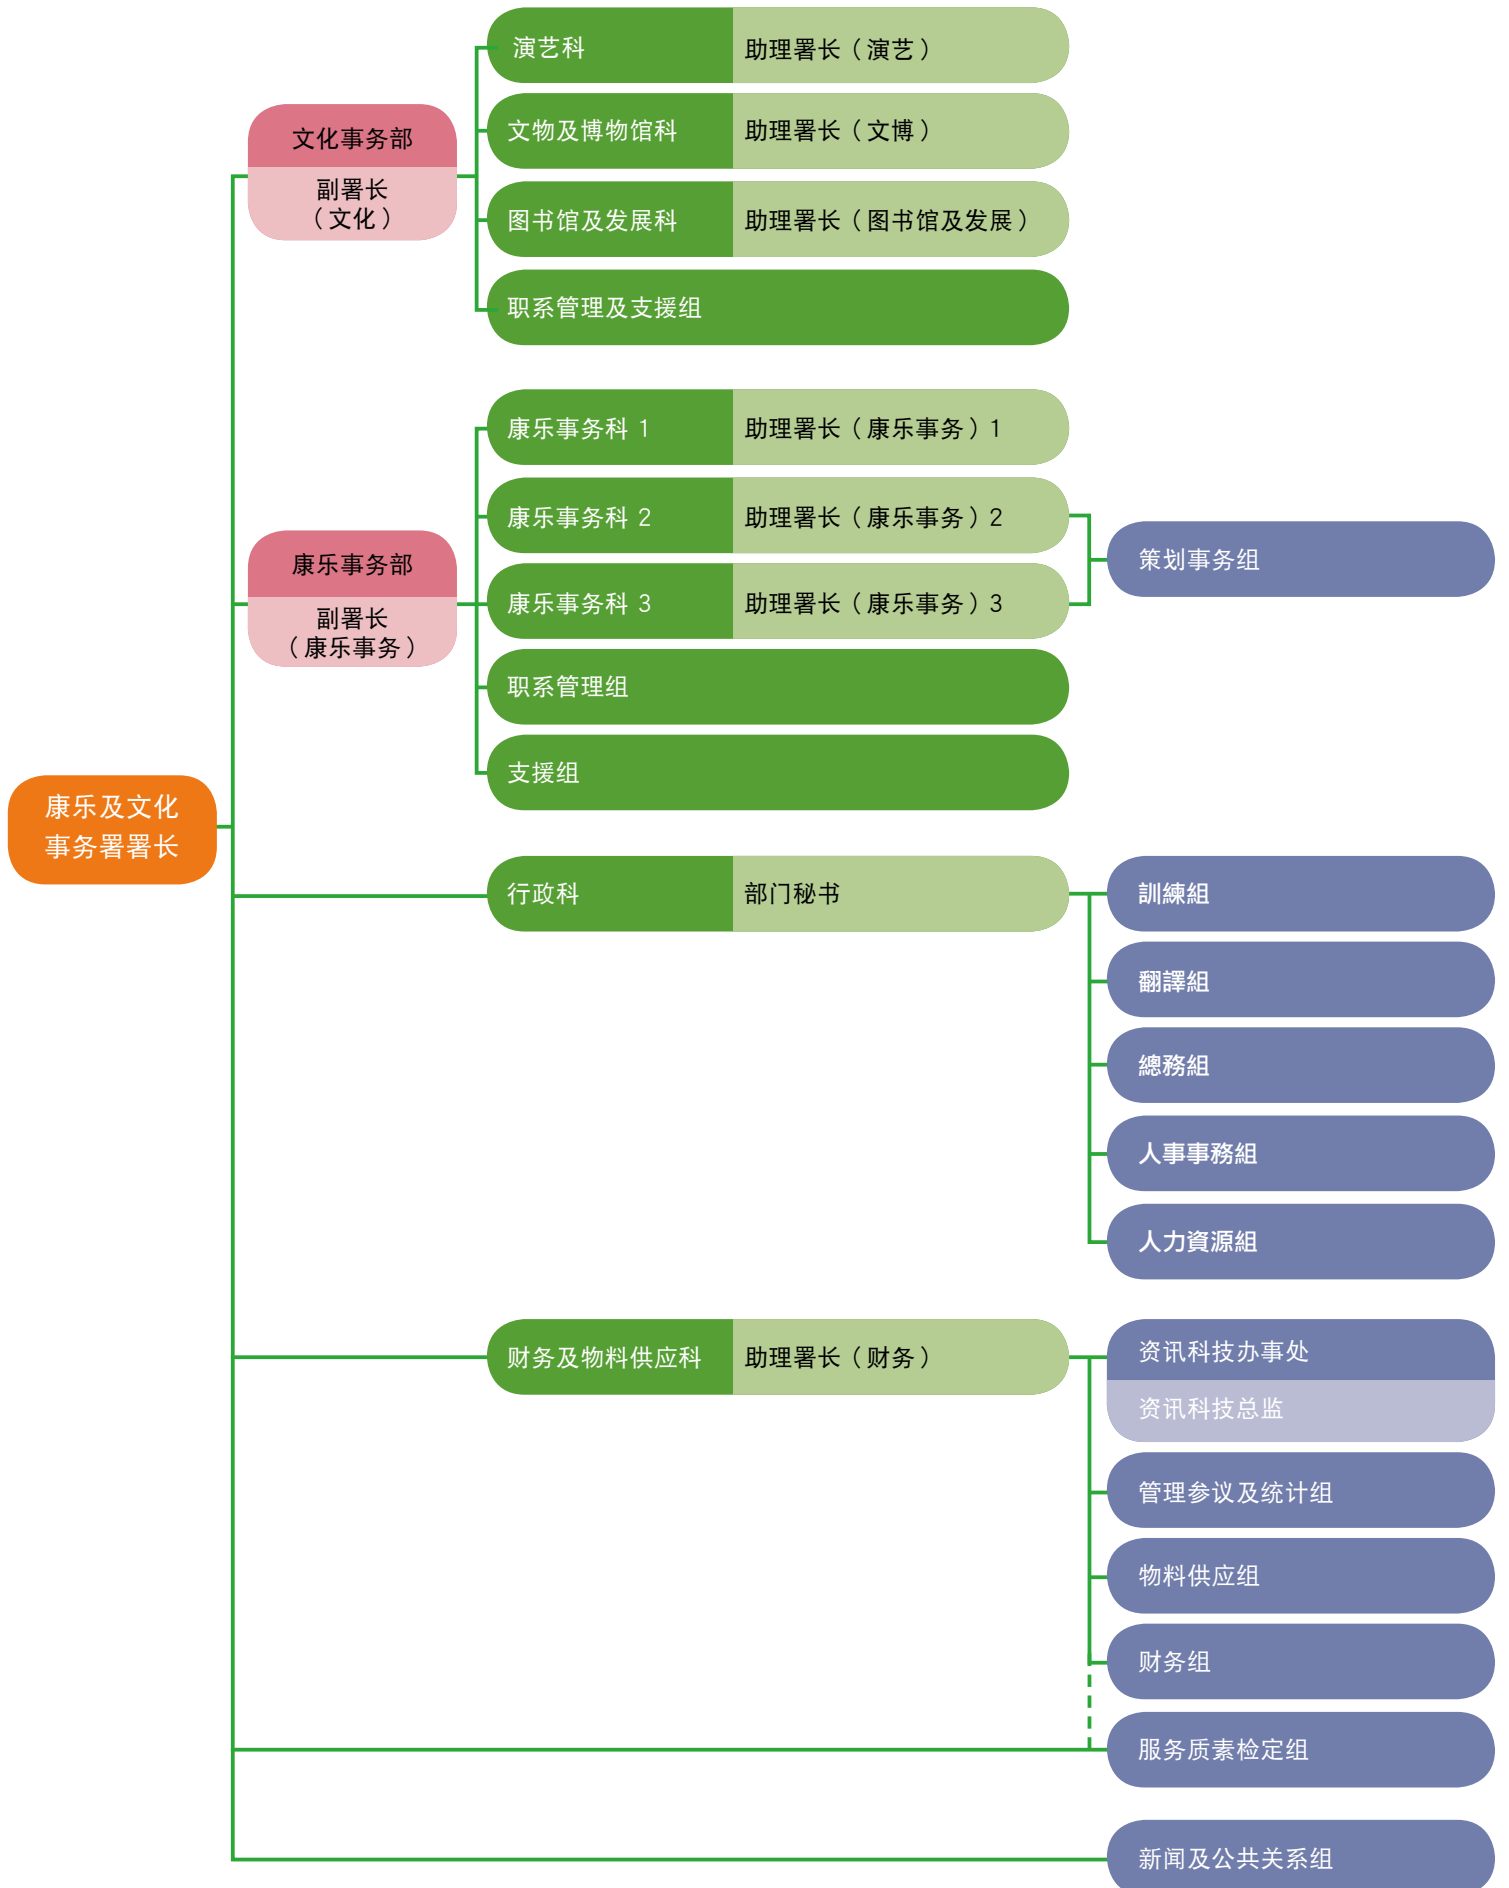 康乐及文化
事务署署长
文化事务部
副署长
（文化）
演艺科
助理署长（演艺）
文物及博物馆科
助理署长（文博）
图书馆及发展科
助理署长（图书馆及发展）
职系管理及支援组
康乐事务部
副署长
（康乐事务）
康乐事务科 1
助理署长（康乐事务）1
康乐事务科 2
助理署长（康乐事务）2
康乐事务科 3
助理署长（康乐事务）3
策划事务组
职系管理组
支援组
行政科
部门秘书
訓練組
翻譯組
總務組
人事事務組
人力資源組
财务及物料供应科
助理署长（财务）
资讯科技办事处
资讯科技总监
管理参议及统计组
物料供应组
财务组
服务质素检定组
新闻及公共关系组